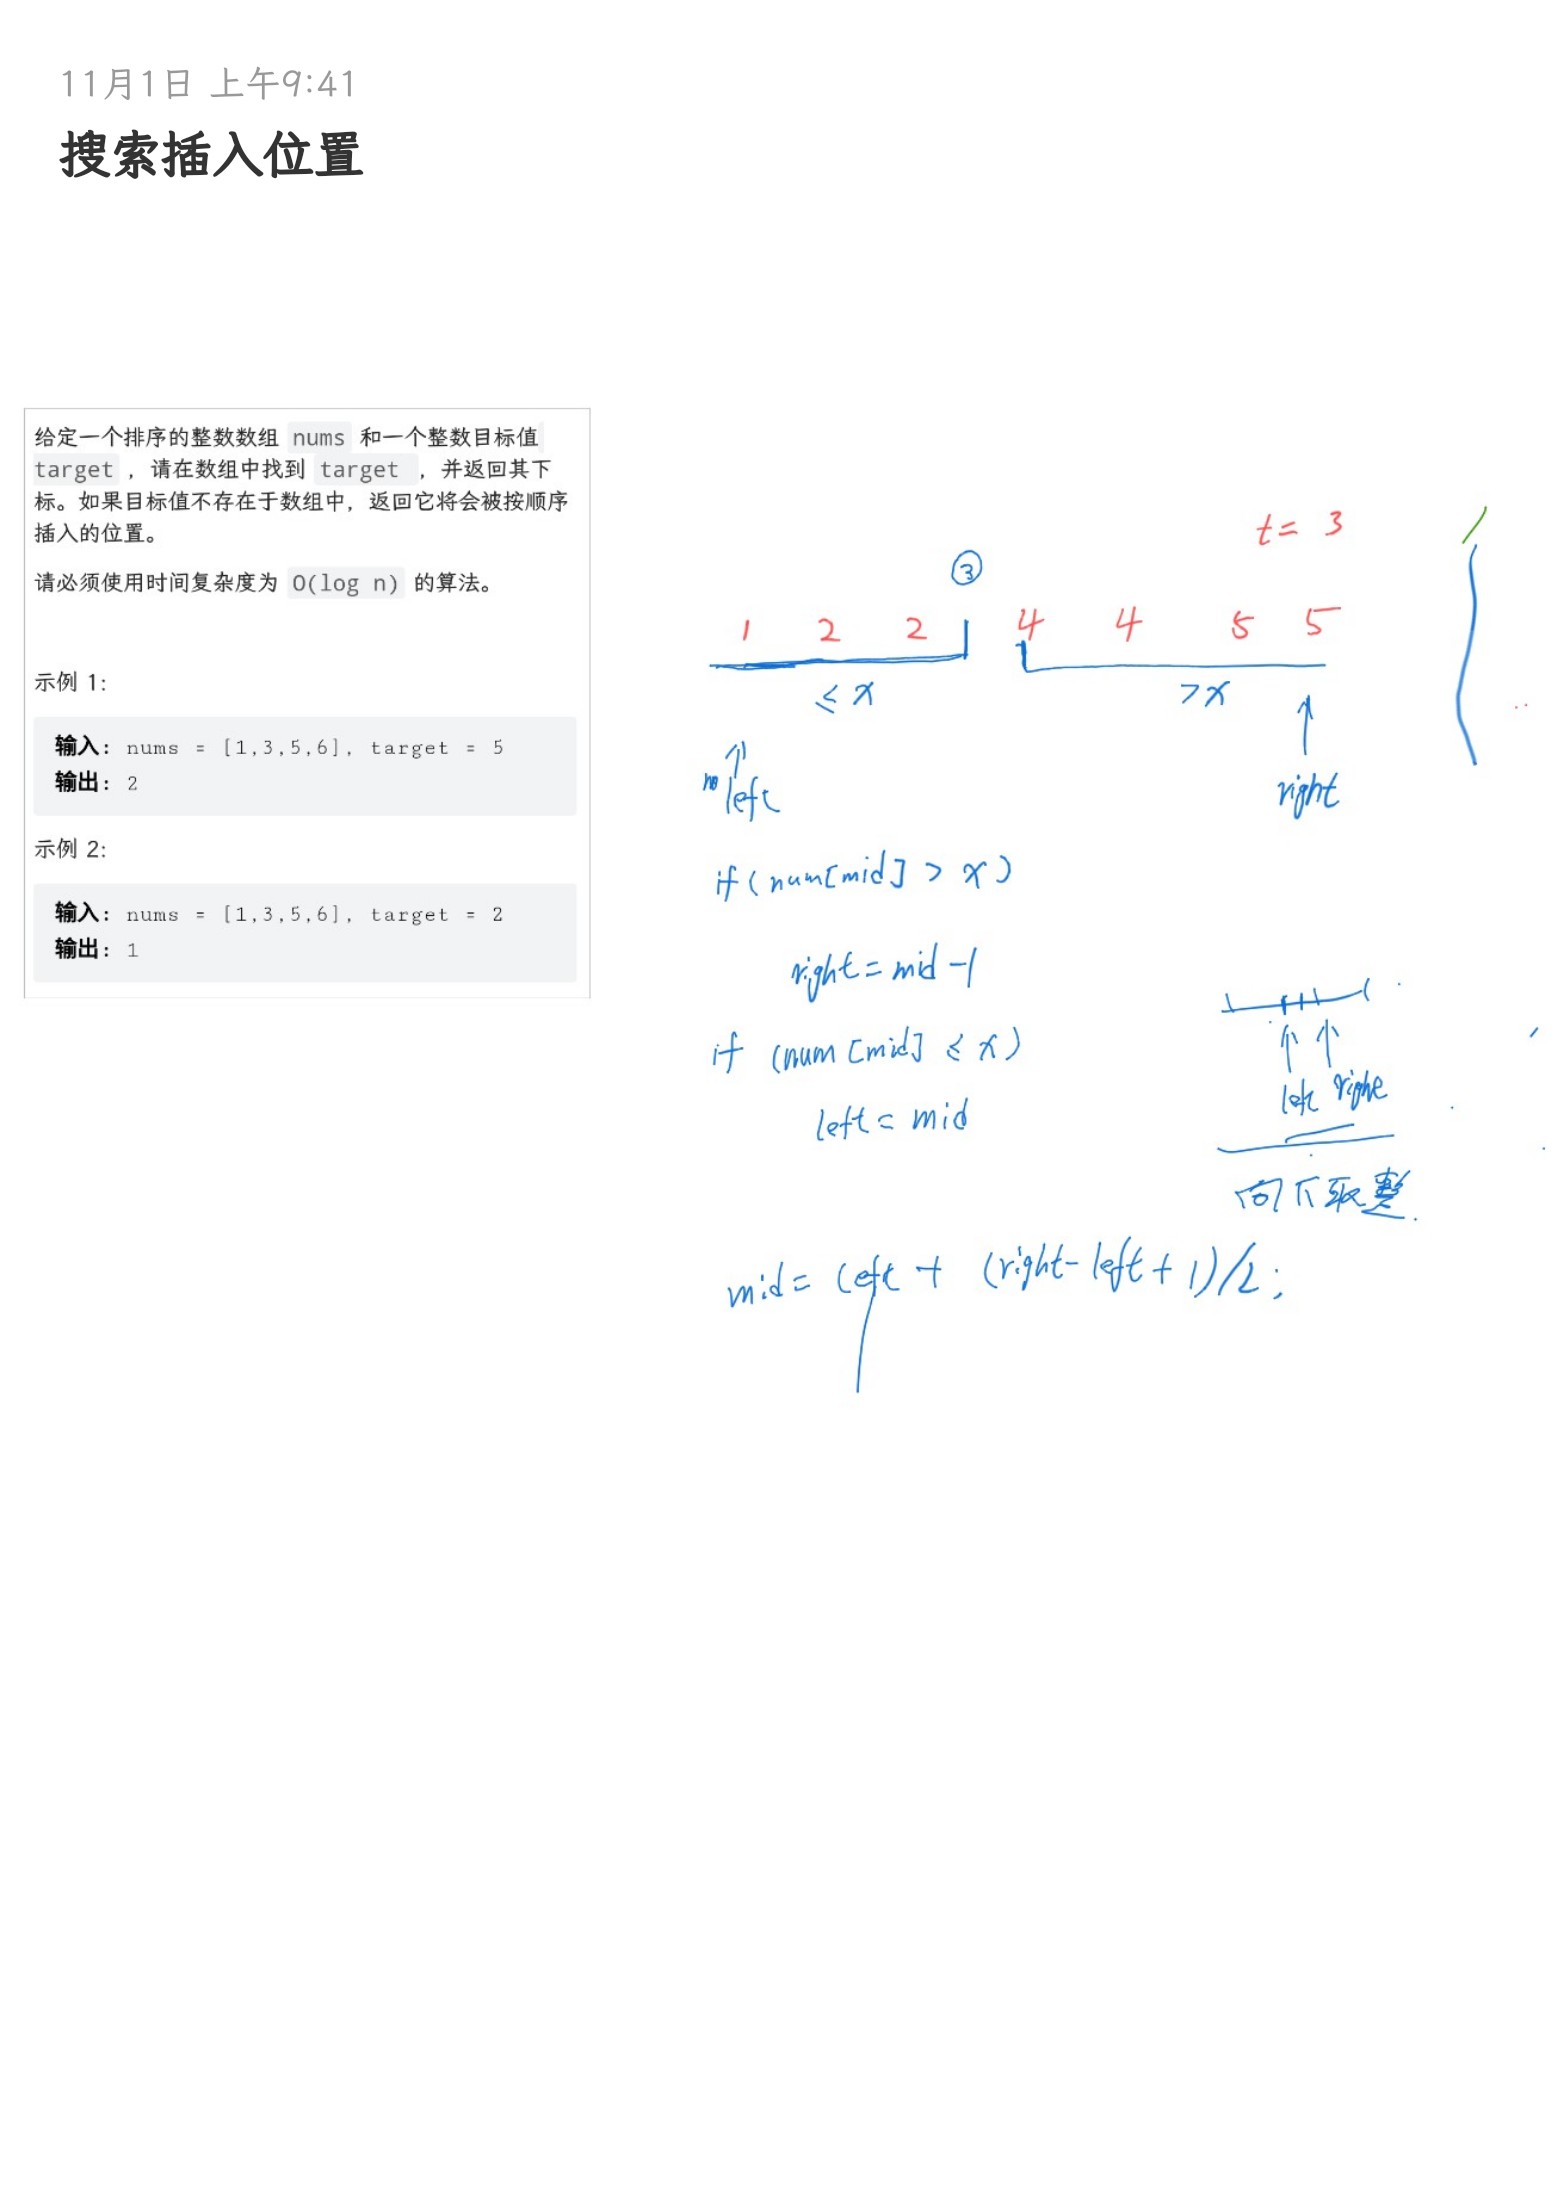 11月1日 上午9:41
搜索插入位置
给定一个排序的整数数组 nums 和一个整数目标值
target ，请在数组中找到 target ，并返回其下
标。如果目标值不存在于数组中，返回它将会被按顺序
插入的位置。
请必须使用时间复杂度为 O(log n) 的算法。
示例 1:
输入: nums = [1,3,5,6], target = 5
输出: 2
示例 2:
输入: nums = [1,3,5,6], target = 2
输出: 1
t= 3
③
1 2 2 4 4 5 5
≤ x >x
left right
if(num[mid] > x)
right=mid-1
if (num[mid] ≤ x)
left= mid
left right
向下取整
mid= left + (right-left+1)/2;